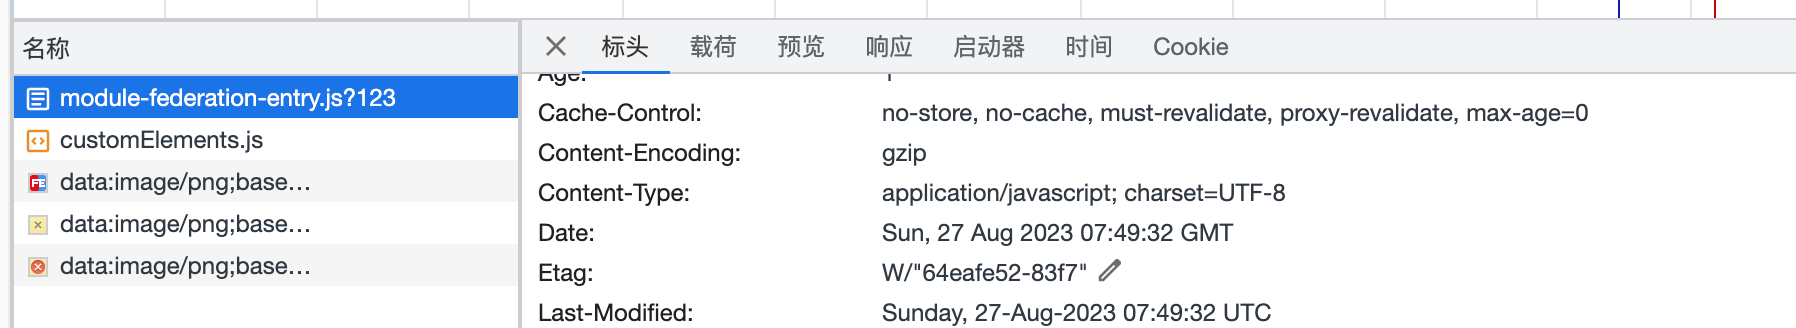 名称
module-federation-entry.js?123
customElements.js
data:image/png;base…
data:image/png;base…
data:image/png;base…
标头 载荷 预览 响应 启动器 时间 Cookie
Age: 1
Cache-Control: no-store, no-cache, must-revalidate, proxy-revalidate, max-age=0
Content-Encoding: gzip
Content-Type: application/javascript; charset=UTF-8
Date: Sun, 27 Aug 2023 07:49:32 GMT
Etag: W/"64eafe52-83f7"
Last-Modified: Sunday, 27-Aug-2023 07:49:32 UTC